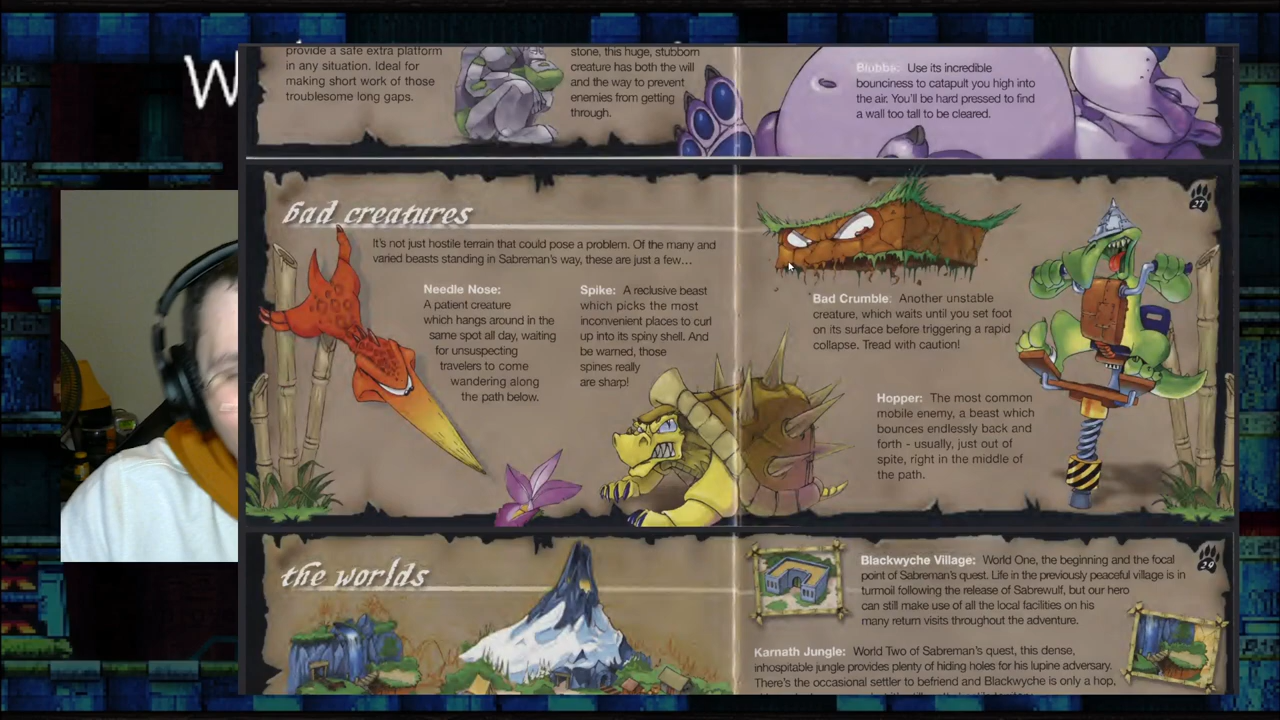 W
provide a safe extra platform
in any situation. Ideal for
making short work of those
troublesome long gaps.
stone, this huge, stubborn
creature has both the will
and the way to prevent
enemies from getting
through.
Blubba: Use its incredible
bounciness to catapult you high into
the air. You'll be hard pressed to find
a wall too tall to be cleared.
bad creatures
27
It's not just hostile terrain that could pose a problem. Of the many and
varied beasts standing in Sabreman's way, these are just a few...
Needle Nose:
A patient creature
which hangs around in the
same spot all day, waiting
for unsuspecting
travelers to come
wandering along
the path below.
Spike: A reclusive beast
which picks the most
inconvenient places to curl
up into its spiny shell. And
be warned, those
spines really
are sharp!
Bad Crumble: Another unstable
creature, which waits until you set foot
on its surface before triggering a rapid
collapse. Tread with caution!
Hopper: The most common
mobile enemy, a beast which
bounces endlessly back and
forth - usually, just out of
spite, right in the middle of
the path.
the worlds
29
Blackwyche Village: World One, the beginning and the focal
point of Sabreman's quest. Life in the previously peaceful village is in
turmoil following the release of Sabrewulf, but our hero
can still make use of all the local facilities on his
many return visits throughout the adventure.
Karnath Jungle: World Two of Sabreman's quest, this dense,
inhospitable jungle provides plenty of hiding holes for his lupine adversary.
There's the occasional settler to befriend and Blackwyche is only a hop,